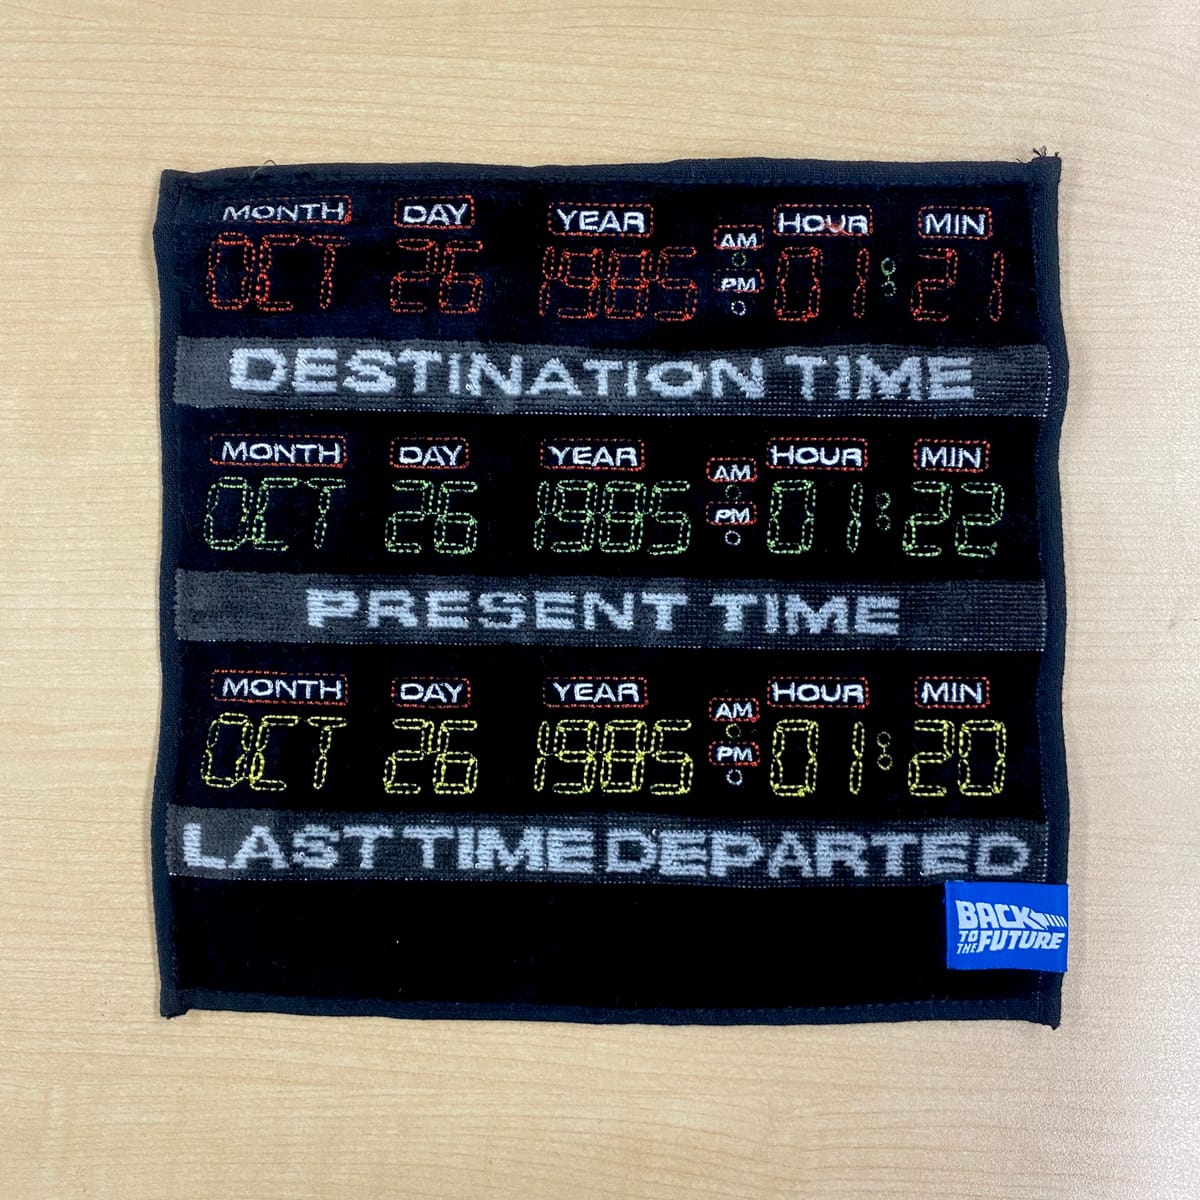 MONTH DAY YEAR AM PM HOUR MIN
OCT 26 1985 01:21
DESTINATION TIME
MONTH DAY YEAR AM PM HOUR MIN
OCT 26 1985 01:22
PRESENT TIME
MONTH DAY YEAR AM PM HOUR MIN
OCT 26 1985 01:20
LAST TIME DEPARTED
BACK
TO THE FUTURE